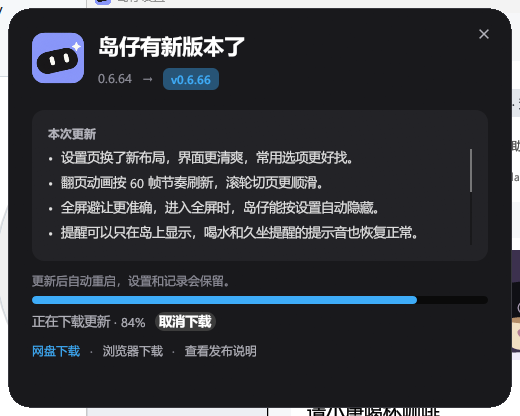 岛仔有新版本了
0.6.64 → v0.6.66
本次更新
• 设置页换了新布局，界面更清爽，常用选项更好找。
• 翻页动画按 60 帧节奏刷新，滚轮切页更顺滑。
• 全屏避让更准确，进入全屏时，岛仔能按设置自动隐藏。
• 提醒可以只在岛上显示，喝水和久坐提醒的提示音也恢复正常。
更新后自动重启，设置和记录会保留。
正在下载更新 · 84% 取消下载
网盘下载 · 浏览器下载 · 查看发布说明